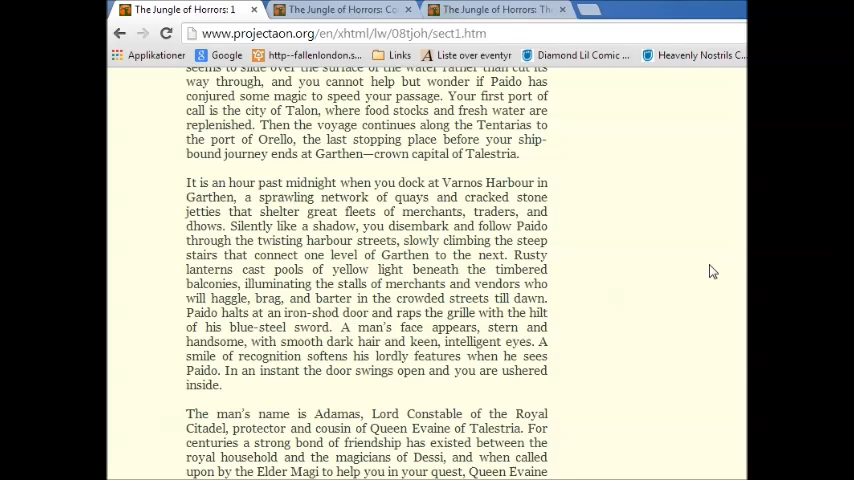 The Jungle of Horrors: 1
The Jungle of Horrors: Co
The Jungle of Horrors: The
www.projectaon.org/en/xhtml/lw/08tjoh/sect1.htm
Applikationer
Google
http--fallenlondon.s...
Links
Liste over eventyr
Diamond Lil Comic ...
Heavenly Nostrils C...
seems to slide over the surface of the water rather than cut its
way through, and you cannot help but wonder if Paido has
conjured some magic to speed your passage. Your first port of
call is the city of Talon, where food stocks and fresh water are
replenished. Then the voyage continues along the Tentarias to
the port of Orello, the last stopping place before your ship-
bound journey ends at Garthen—crown capital of Talestria.
It is an hour past midnight when you dock at Varnos Harbour in
Garthen, a sprawling network of quays and cracked stone
jetties that shelter great fleets of merchants, traders, and
dhows. Silently like a shadow, you disembark and follow Paido
through the twisting harbour streets, slowly climbing the steep
stairs that connect one level of Garthen to the next. Rusty
lanterns cast pools of yellow light beneath the timbered
balconies, illuminating the stalls of merchants and vendors who
will haggle, brag, and barter in the crowded streets till dawn.
Paido halts at an iron-shod door and raps the grille with the hilt
of his blue-steel sword. A man's face appears, stern and
handsome, with smooth dark hair and keen, intelligent eyes. A
smile of recognition softens his lordly features when he sees
Paido. In an instant the door swings open and you are ushered
inside.
The man's name is Adamas, Lord Constable of the Royal
Citadel, protector and cousin of Queen Evaine of Talestria. For
centuries a strong bond of friendship has existed between the
royal household and the magicians of Dessi, and when called
upon by the Elder Magi to help you in your quest, Queen Evaine